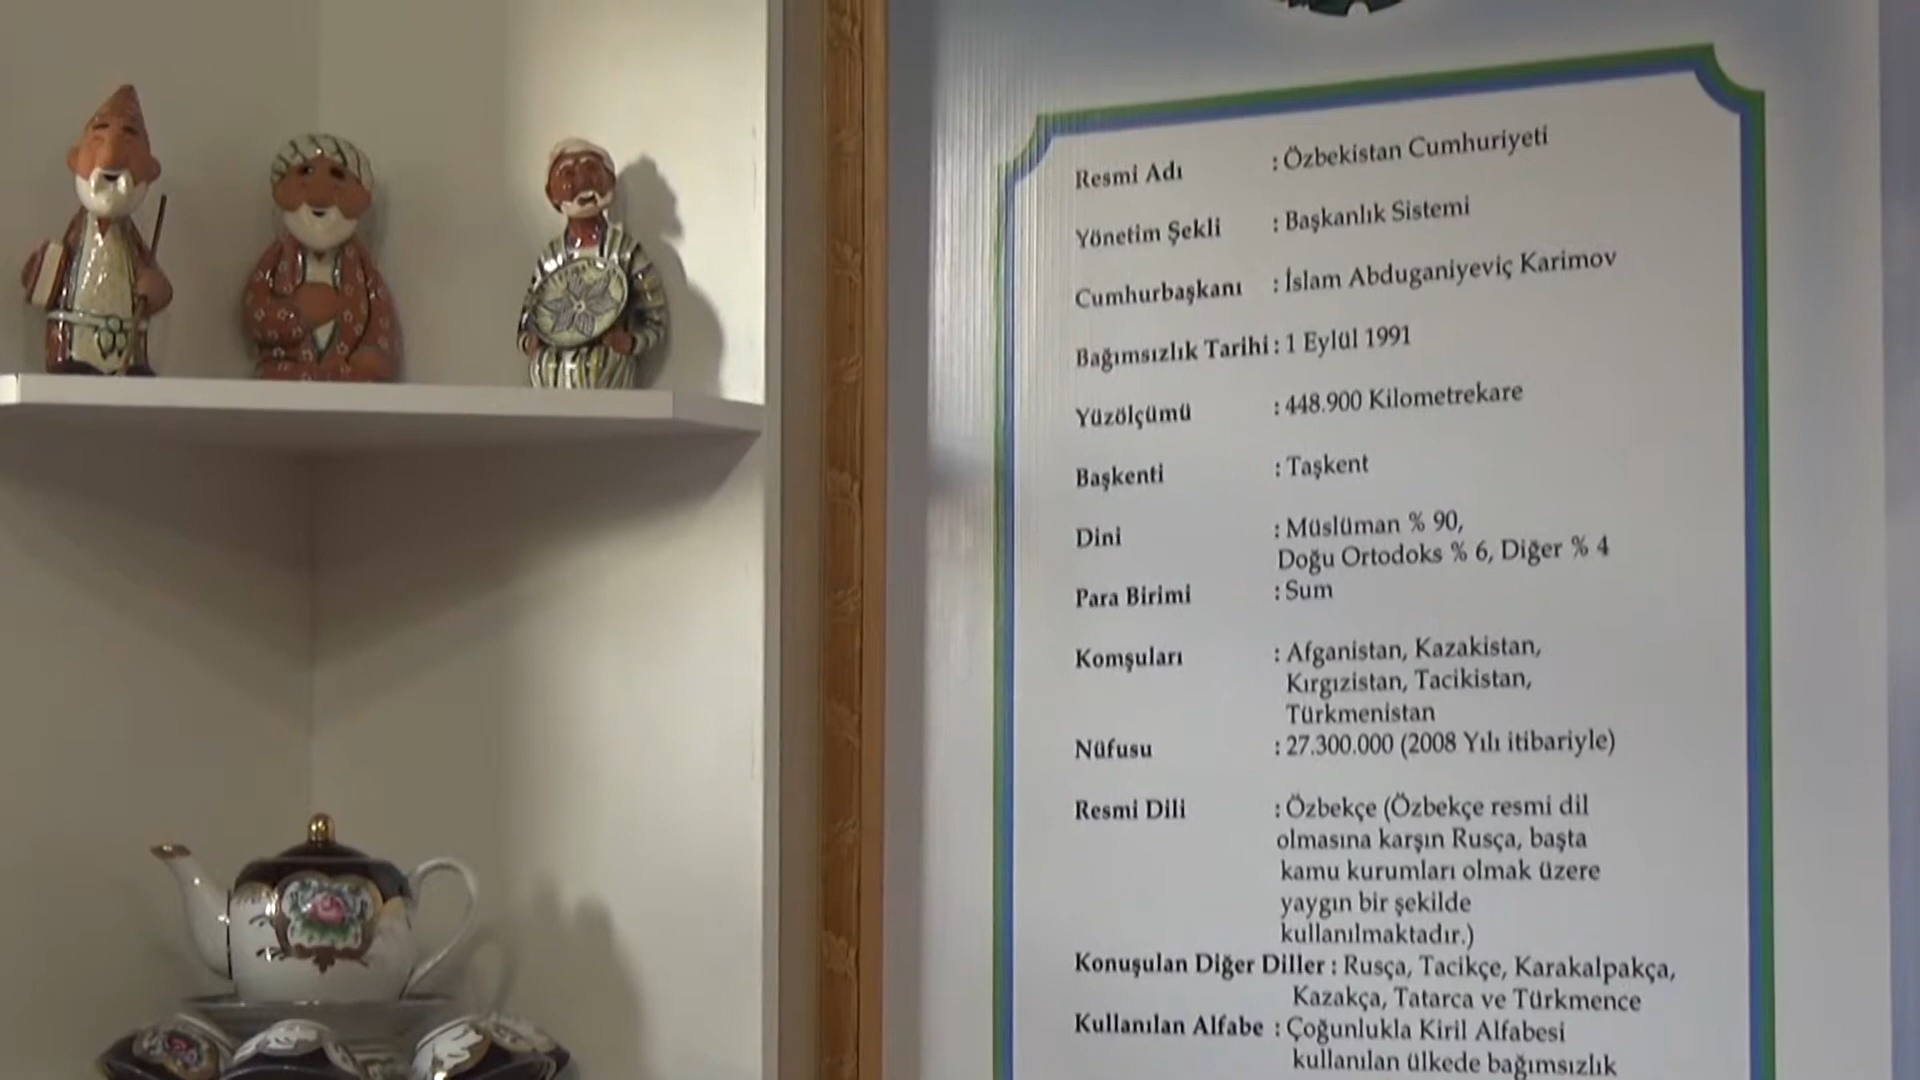 Resmi Adı : Özbekistan Cumhuriyeti
Yönetim Şekli : Başkanlık Sistemi
Cumhurbaşkanı : İslam Abduganiyeviç Karimov
Bağımsızlık Tarihi : 1 Eylül 1991
Yüzölçümü : 448.900 Kilometrekare
Başkenti : Taşkent
Dini : Müslüman % 90,
Doğu Ortodoks % 6, Diğer % 4
Para Birimi : Sum
Komşuları : Afganistan, Kazakistan,
Kırgızistan, Tacikistan,
Türkmenistan
Nüfusu : 27.300.000 (2008 Yılı itibariyle)
Resmi Dili : Özbekçe (Özbekçe resmi dil
olmasına karşın Rusça, başta
kamu kurumları olmak üzere
yaygın bir şekilde
kullanılmaktadır.)
Konuşulan Diğer Diller : Rusça, Tacikçe, Karakalpakça,
Kazakça, Tatarca ve Türkmence
Kullanılan Alfabe : Çoğunlukla Kiril Alfabesi
kullanılan ülkede bağımsızlık